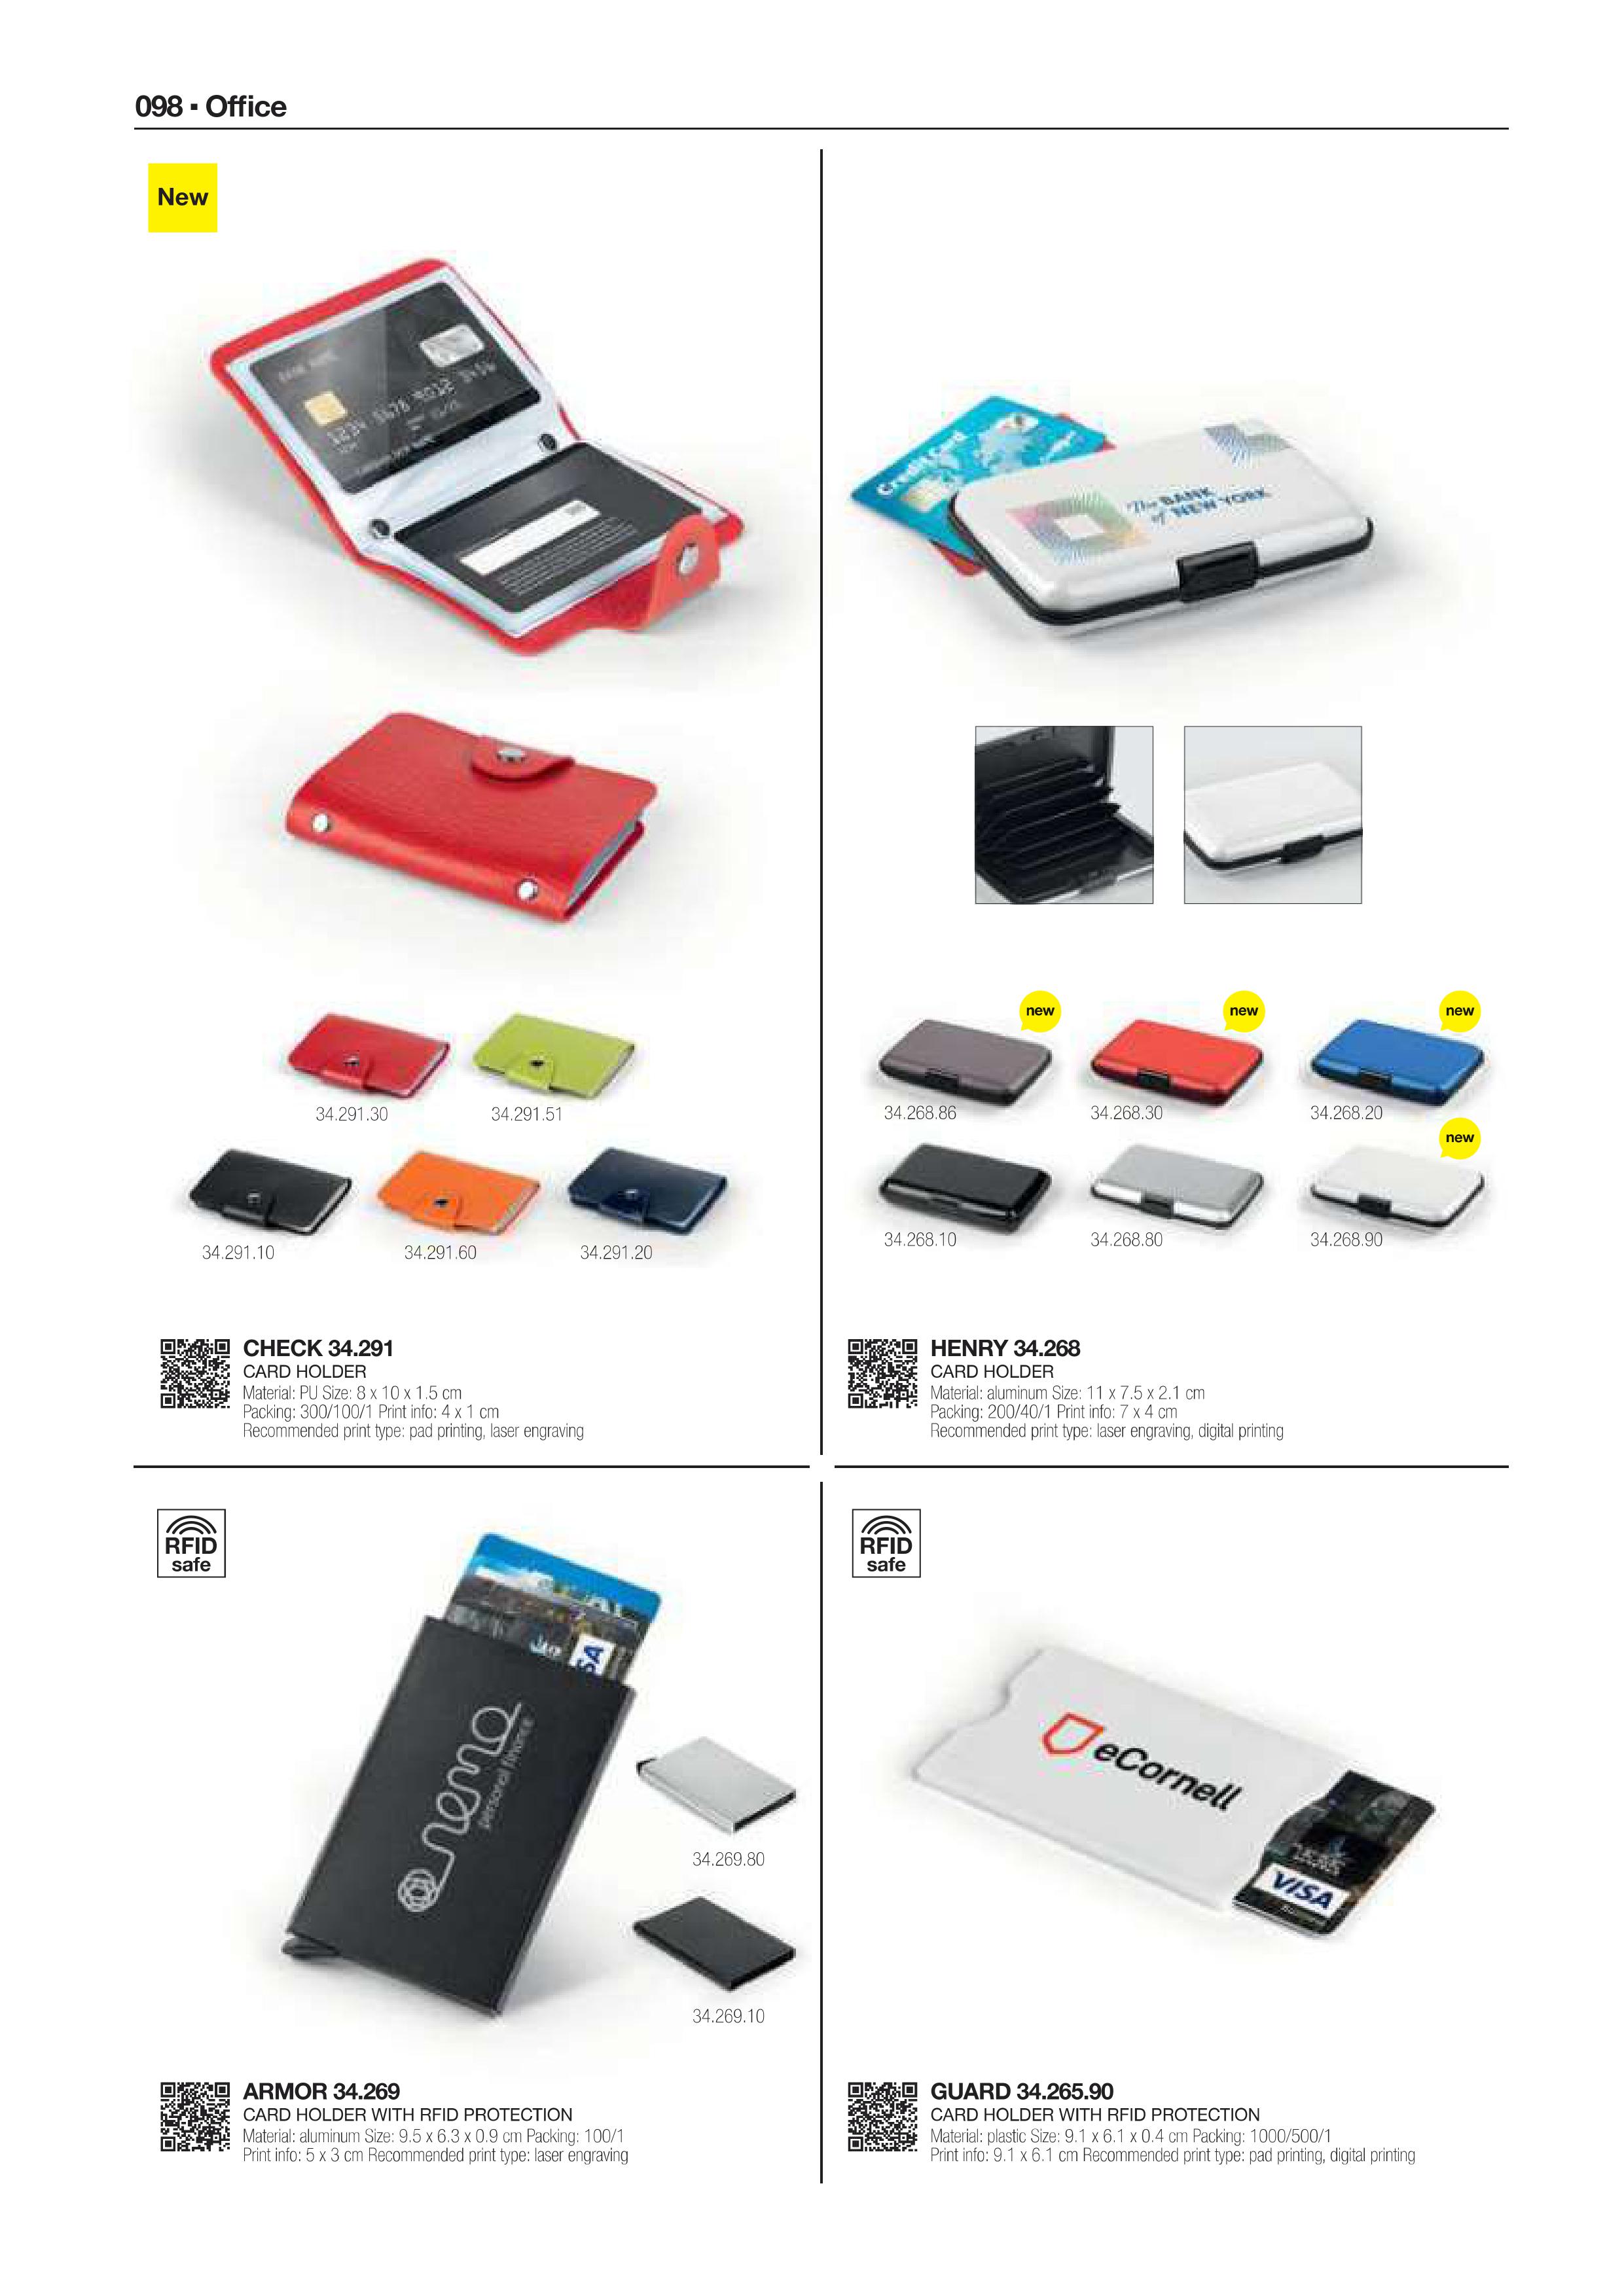 098 ▪ Office
New
BANK NAME
1234 5678 9012 3456
Credit Card
The BANK
of NEW YORK
new
new
new
34.291.30
34.291.51
34.268.86
34.268.30
34.268.20
new
34.291.10
34.291.60
34.291.20
34.268.10
34.268.80
34.268.90
CHECK 34.291
CARD HOLDER
Material: PU Size: 8 x 10 x 1.5 cm
Packing: 300/100/1 Print info: 4 x 1 cm
Recommended print type: pad printing, laser engraving
HENRY 34.268
CARD HOLDER
Material: aluminum Size: 11 x 7.5 x 2.1 cm
Packing: 200/40/1 Print info: 7 x 4 cm
Recommended print type: laser engraving, digital printing
RFID
safe
nemo
personal finance
34.269.80
34.269.10
RFID
safe
eCornell
VISA
ARMOR 34.269
CARD HOLDER WITH RFID PROTECTION
Material: aluminum Size: 9.5 x 6.3 x 0.9 cm Packing: 100/1
Print info: 5 x 3 cm Recommended print type: laser engraving
GUARD 34.265.90
CARD HOLDER WITH RFID PROTECTION
Material: plastic Size: 9.1 x 6.1 x 0.4 cm Packing: 1000/500/1
Print info: 9.1 x 6.1 cm Recommended print type: pad printing, digital printing